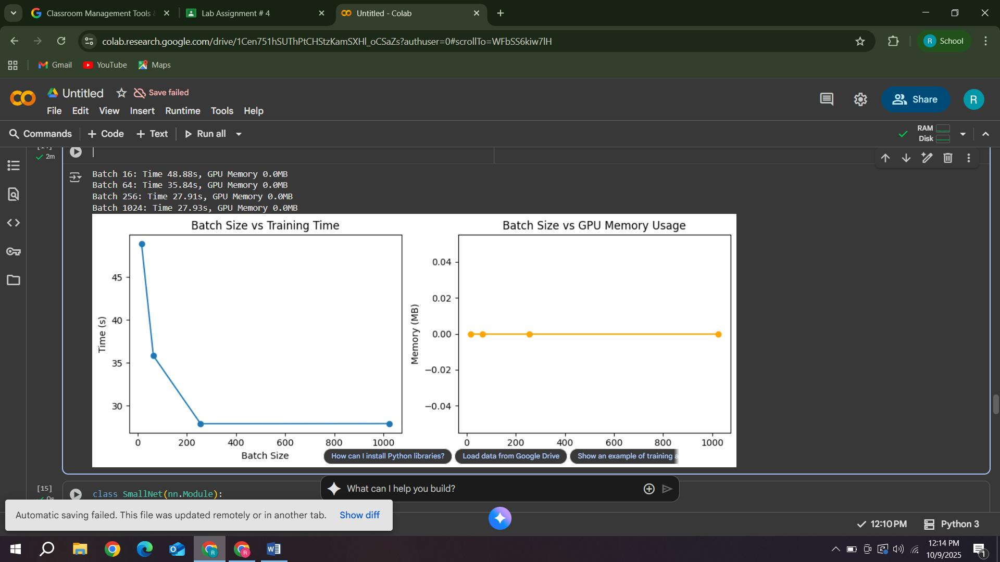 Classroom Management Tools
Lab Assignment # 4
Untitled - Colab
colab.research.google.com/drive/1Cen751hSUThPtCHStzKamSXHl_oCSaZs?authuser=0#scrollTo=WFbSS6kiw7lH
R School
Gmail
YouTube
Maps
Untitled
Save failed
File Edit View Insert Runtime Tools Help
Share
R
Commands
+ Code
+ Text
Run all
RAM
Disk
2m
Batch 16: Time 48.88s, GPU Memory 0.0MB
Batch 64: Time 35.84s, GPU Memory 0.0MB
Batch 256: Time 27.91s, GPU Memory 0.0MB
Batch 1024: Time 27.93s, GPU Memory 0.0MB
Batch Size vs Training Time
45
40
35
30
Time (s)
0 200 400 600 800 1000
Batch Size
Batch Size vs GPU Memory Usage
0.04
0.02
0.00
−0.02
−0.04
Memory (MB)
0 200 400 600 800 1000
How can I install Python libraries?
Load data from Google Drive
Show an example of training a
[15]
0s
class SmallNet(nn.Module):
What can I help you build?
Automatic saving failed. This file was updated remotely or in another tab.
Show diff
12:10 PM
Python 3
12:14 PM
10/9/2025
1